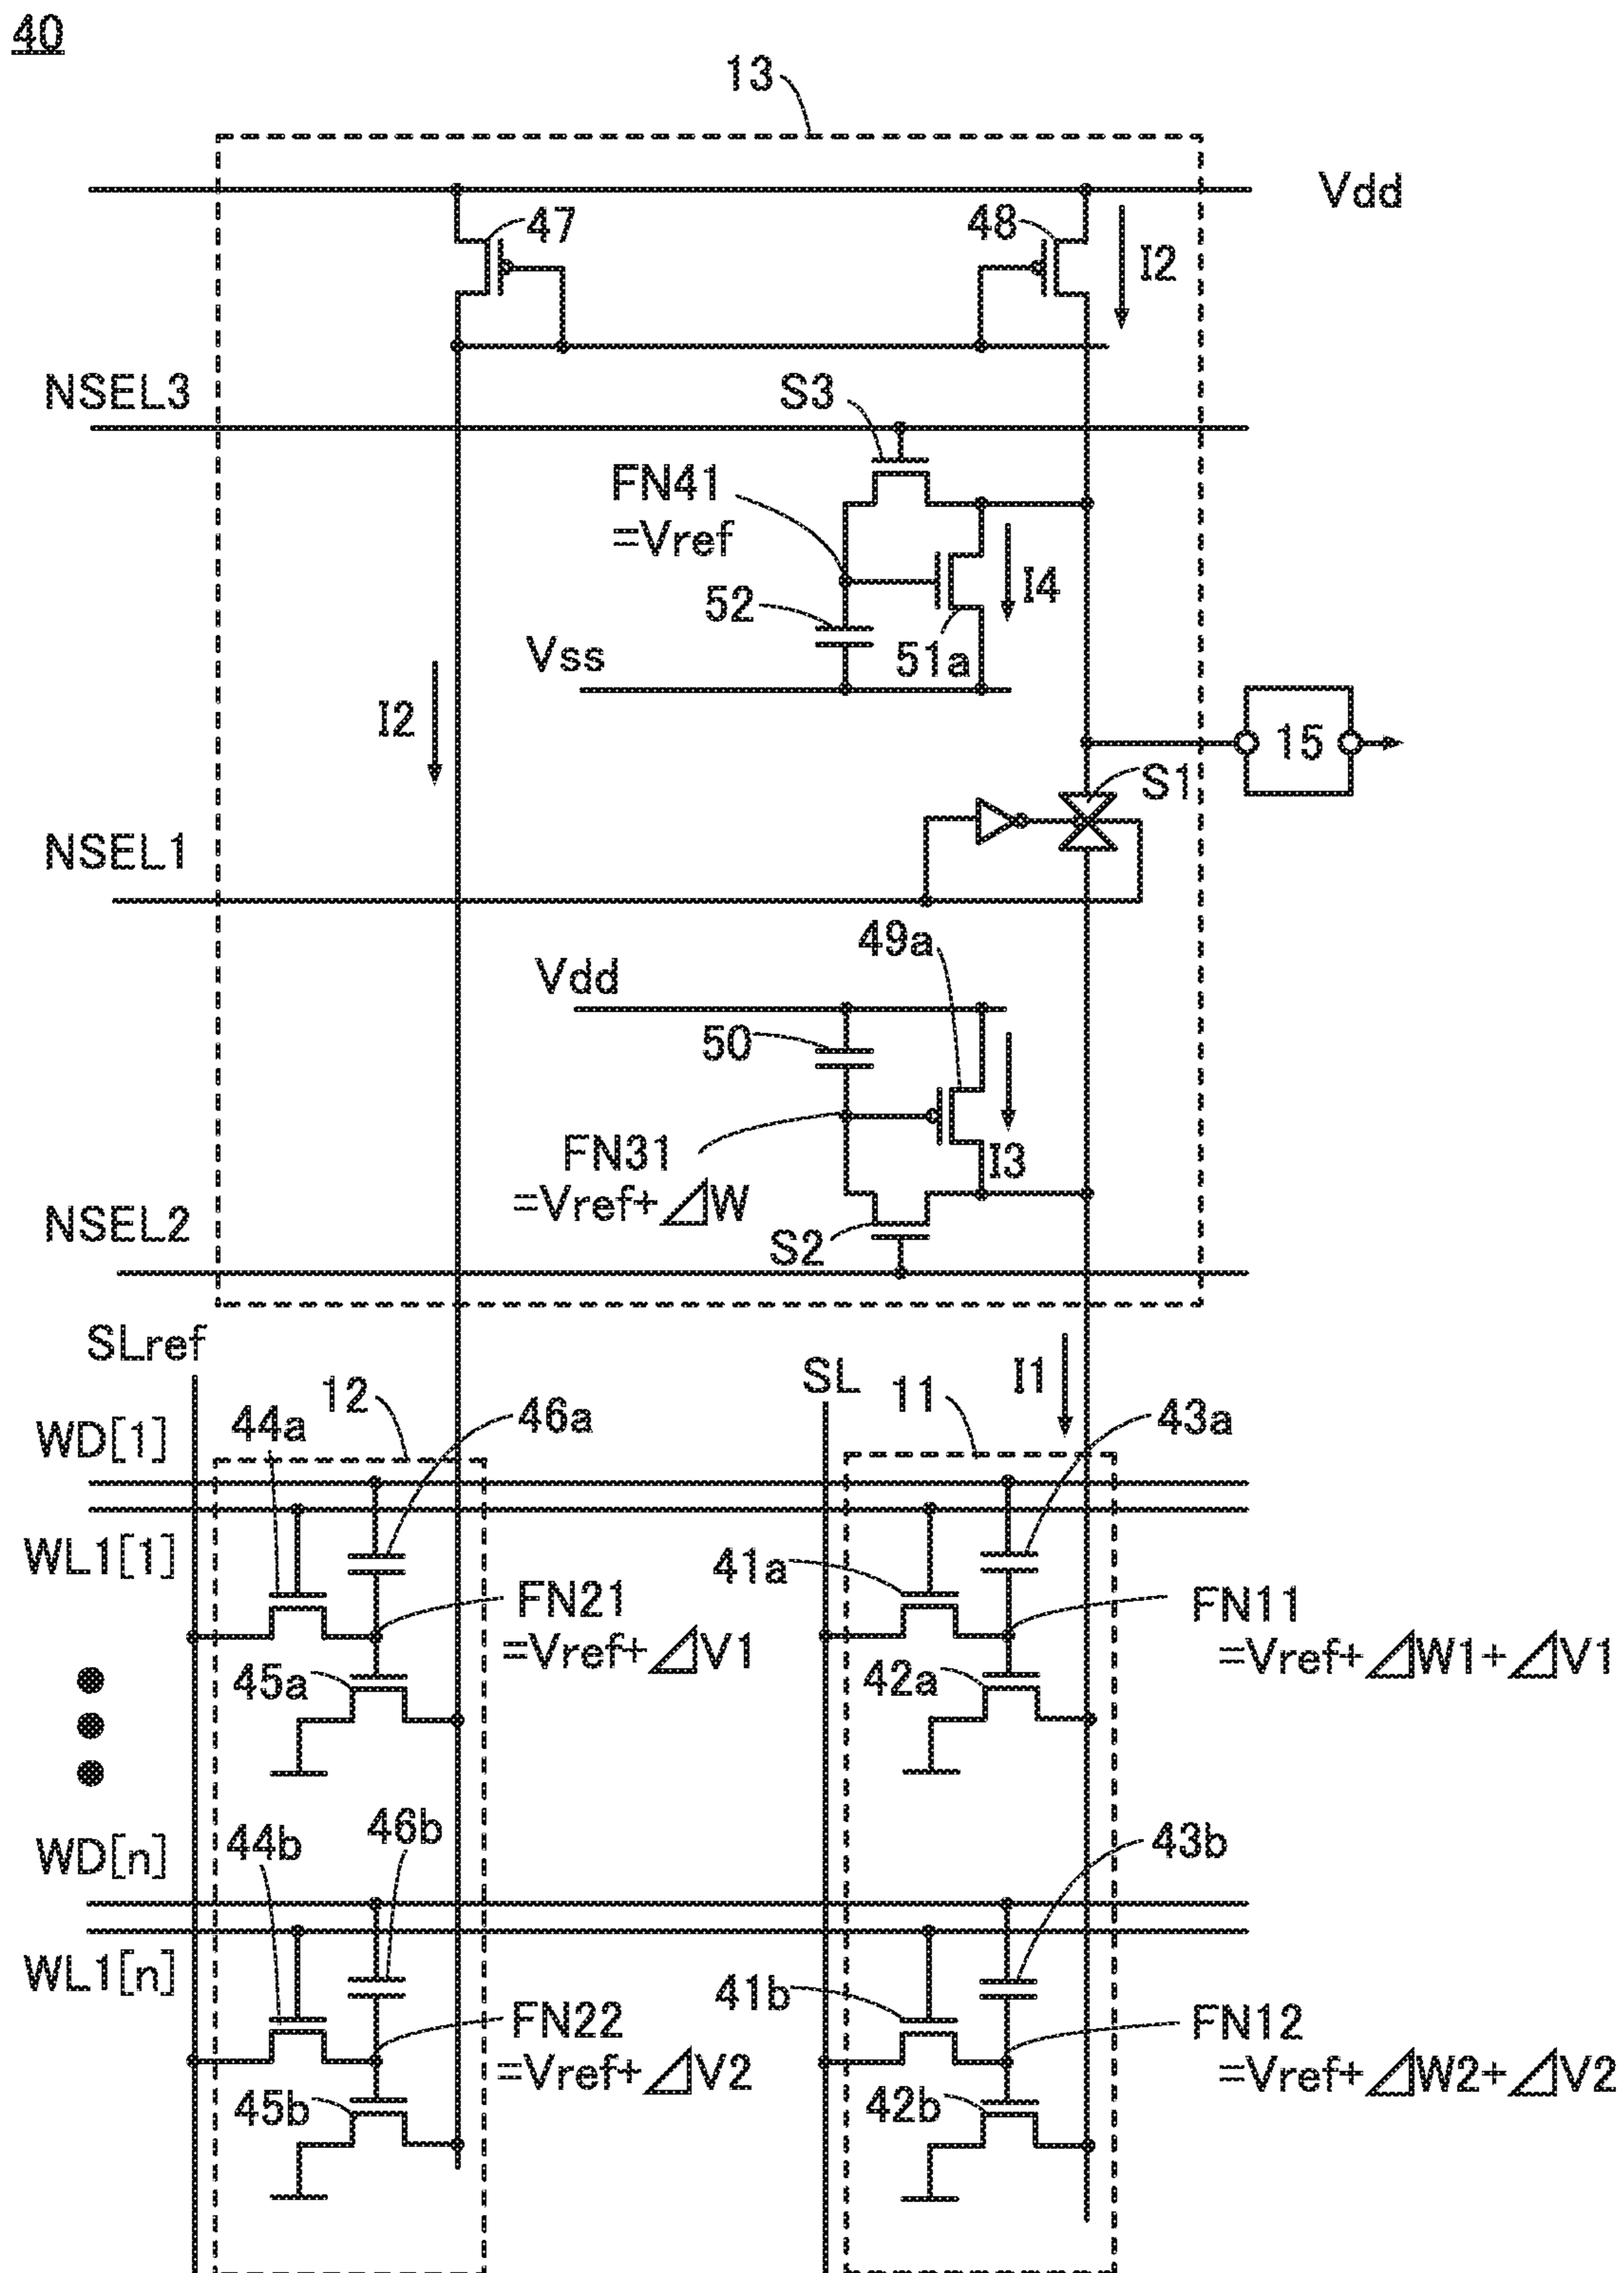 40
13
Vdd
47
48
I2
NSEL3
S3
FN41
=Vref
I4
52
51a
Vss
I2
15
S1
NSEL1
49a
Vdd
50
FN31
=Vref+⊿W
I3
NSEL2
S2
SLref
12
SL
11
I1
WD[1]
44a
46a
43a
WL1[1]
41a
FN21
=Vref+⊿V1
FN11
=Vref+⊿W1+⊿V1
45a
42a
WD[n]
44b
46b
43b
WL1[n]
41b
FN22
=Vref+⊿V2
FN12
=Vref+⊿W2+⊿V2
45b
42b